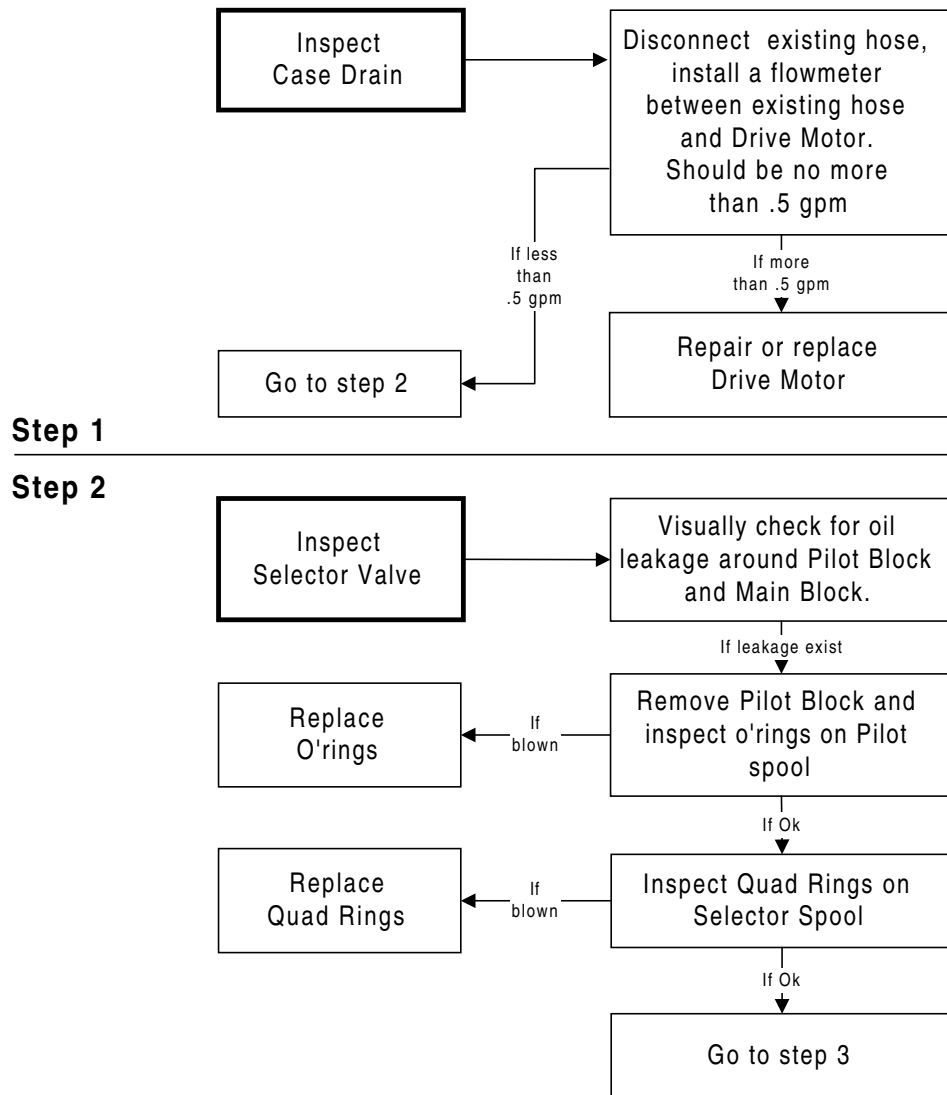 Inspect
Case Drain
Disconnect existing hose,
install a flowmeter
between existing hose
and Drive Motor.
Should be no more
than .5 gpm
If less
than
.5 gpm
If more
than .5 gpm
Go to step 2
Repair or replace
Drive Motor
Step 1
Step 2
Inspect
Selector Valve
Visually check for oil
leakage around Pilot Block
and Main Block.
If leakage exist
Remove Pilot Block and
inspect o'rings on Pilot
spool
If
blown
Replace
O'rings
If Ok
Inspect Quad Rings on
Selector Spool
If
blown
Replace
Quad Rings
If Ok
Go to step 3